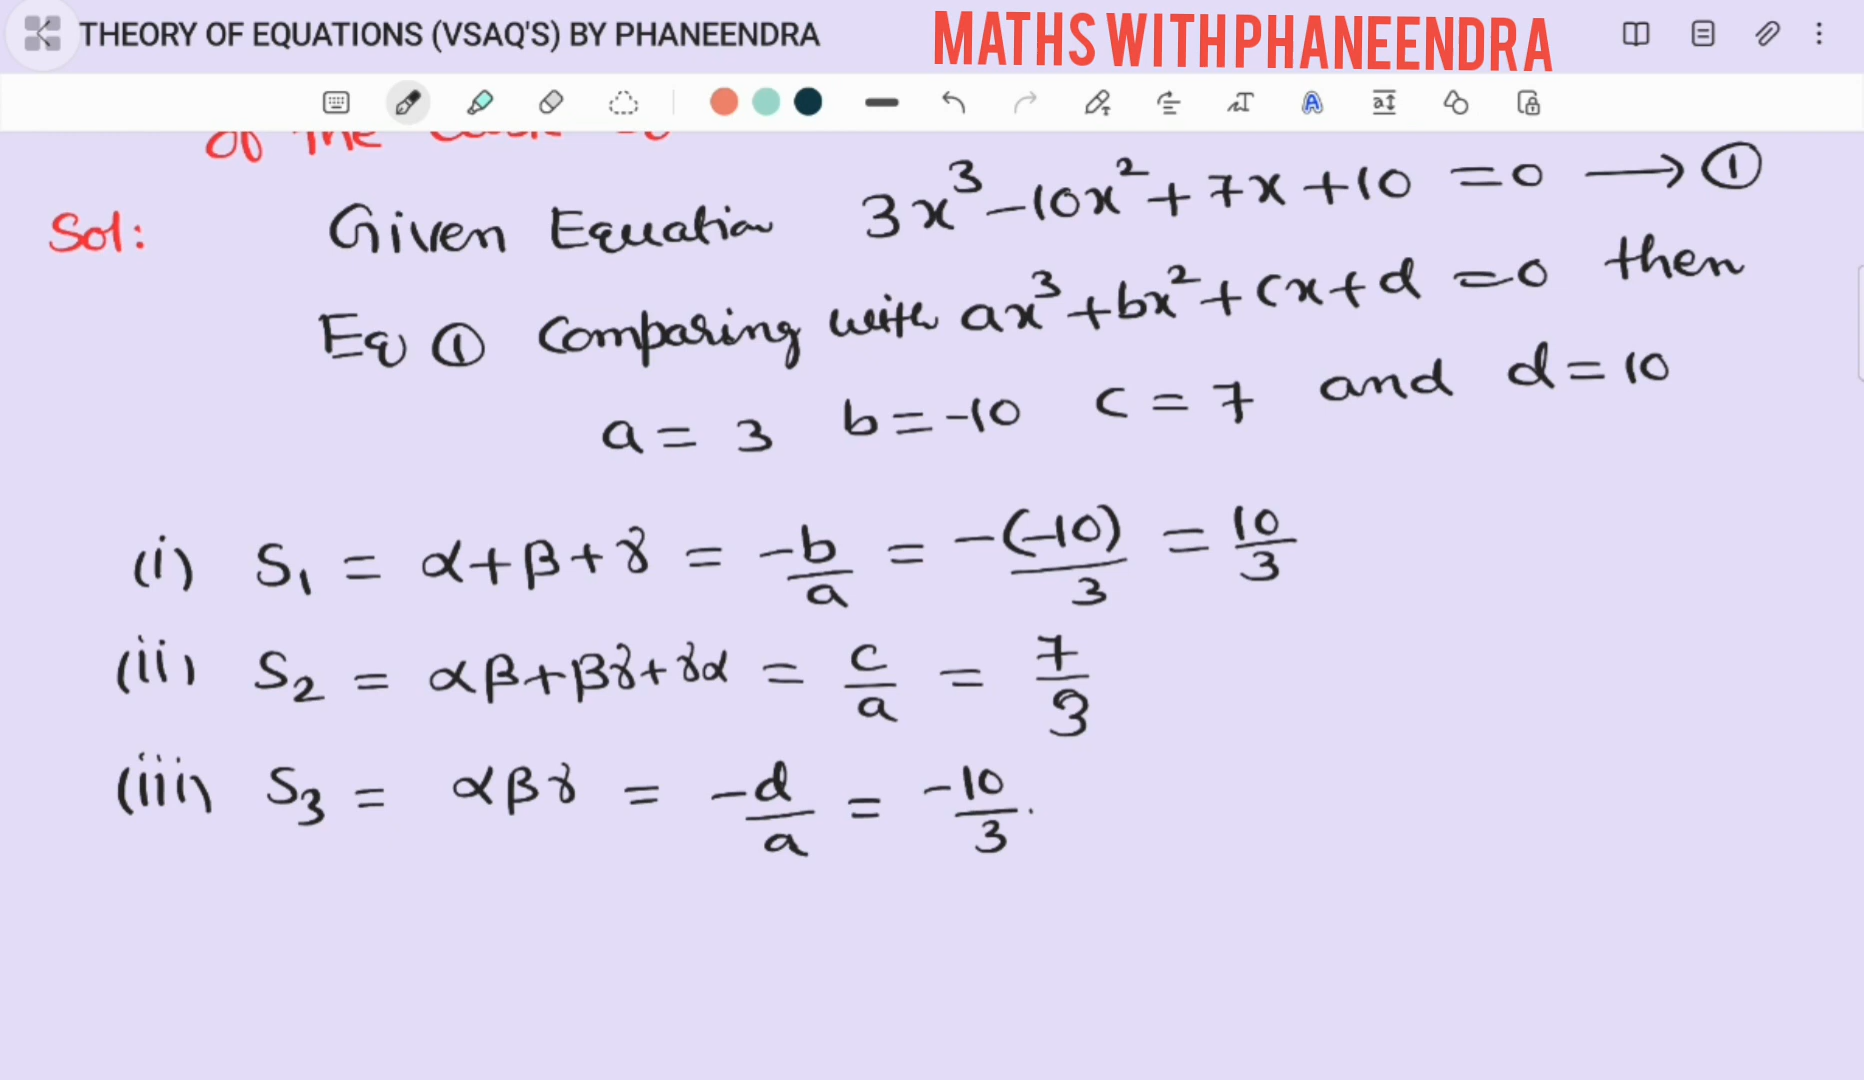 THEORY OF EQUATIONS (VSAQ'S) BY PHANEENDRA MATHS WITH PHANEENDRA
of the
Sol: Given Equation 3x³-10x²+7x+10=0 → ①
Eq ① Comparing with ax³+bx²+cx+d=0 then
a=3 b=-10 c=7 and d=10
(i) S₁ = α+β+γ = -b/a = -(-10)/3 = 10/3
(ii) S₂ = αβ+βγ+γα = c/a = 7/3
(iii) S₃ = αβγ = -d/a = -10/3.